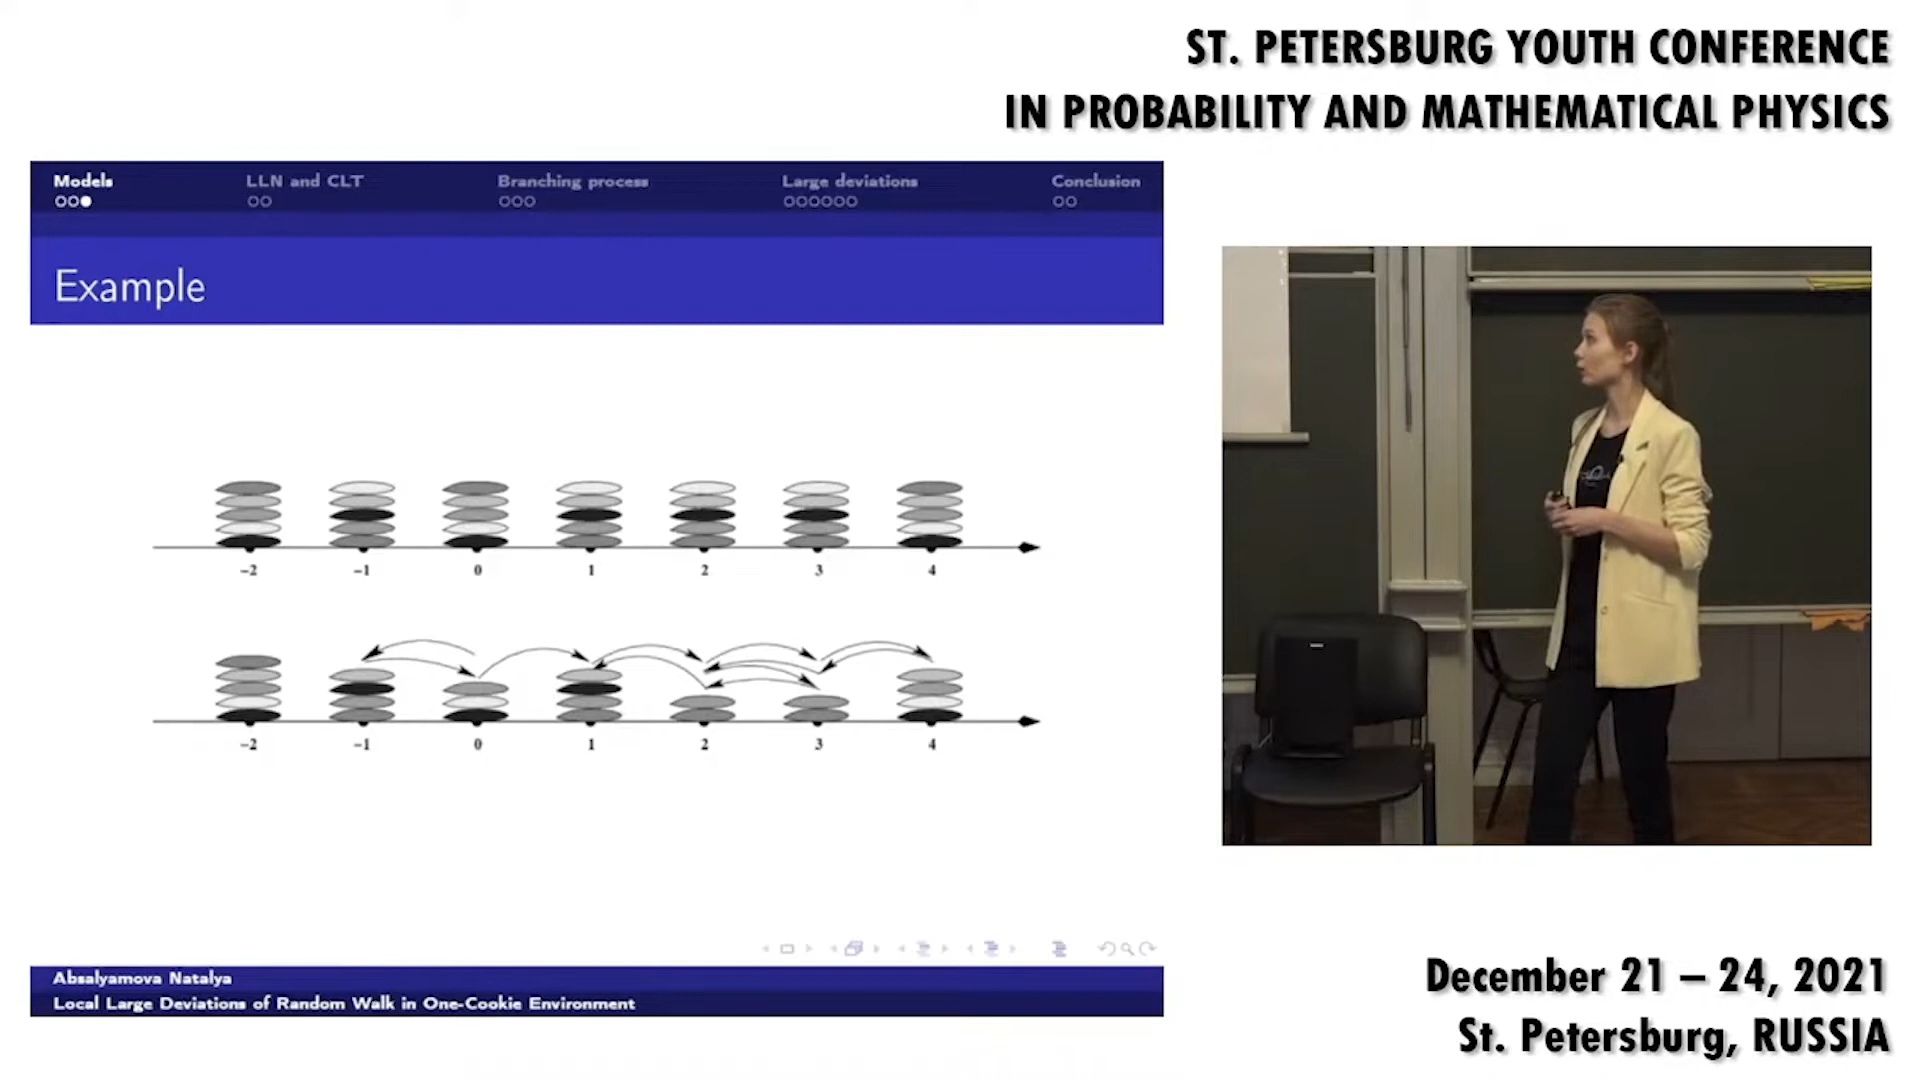 ST. PETERSBURG YOUTH CONFERENCE
IN PROBABILITY AND MATHEMATICAL PHYSICS
Models LLN and CLT Branching process Large deviations Conclusion
Example
-2 -1 0 1 2 3 4
-2 -1 0 1 2 3 4
Absalyamova Natalya
Local Large Deviations of Random Walk in One-Cookie Environment
December 21 – 24, 2021
St. Petersburg, RUSSIA